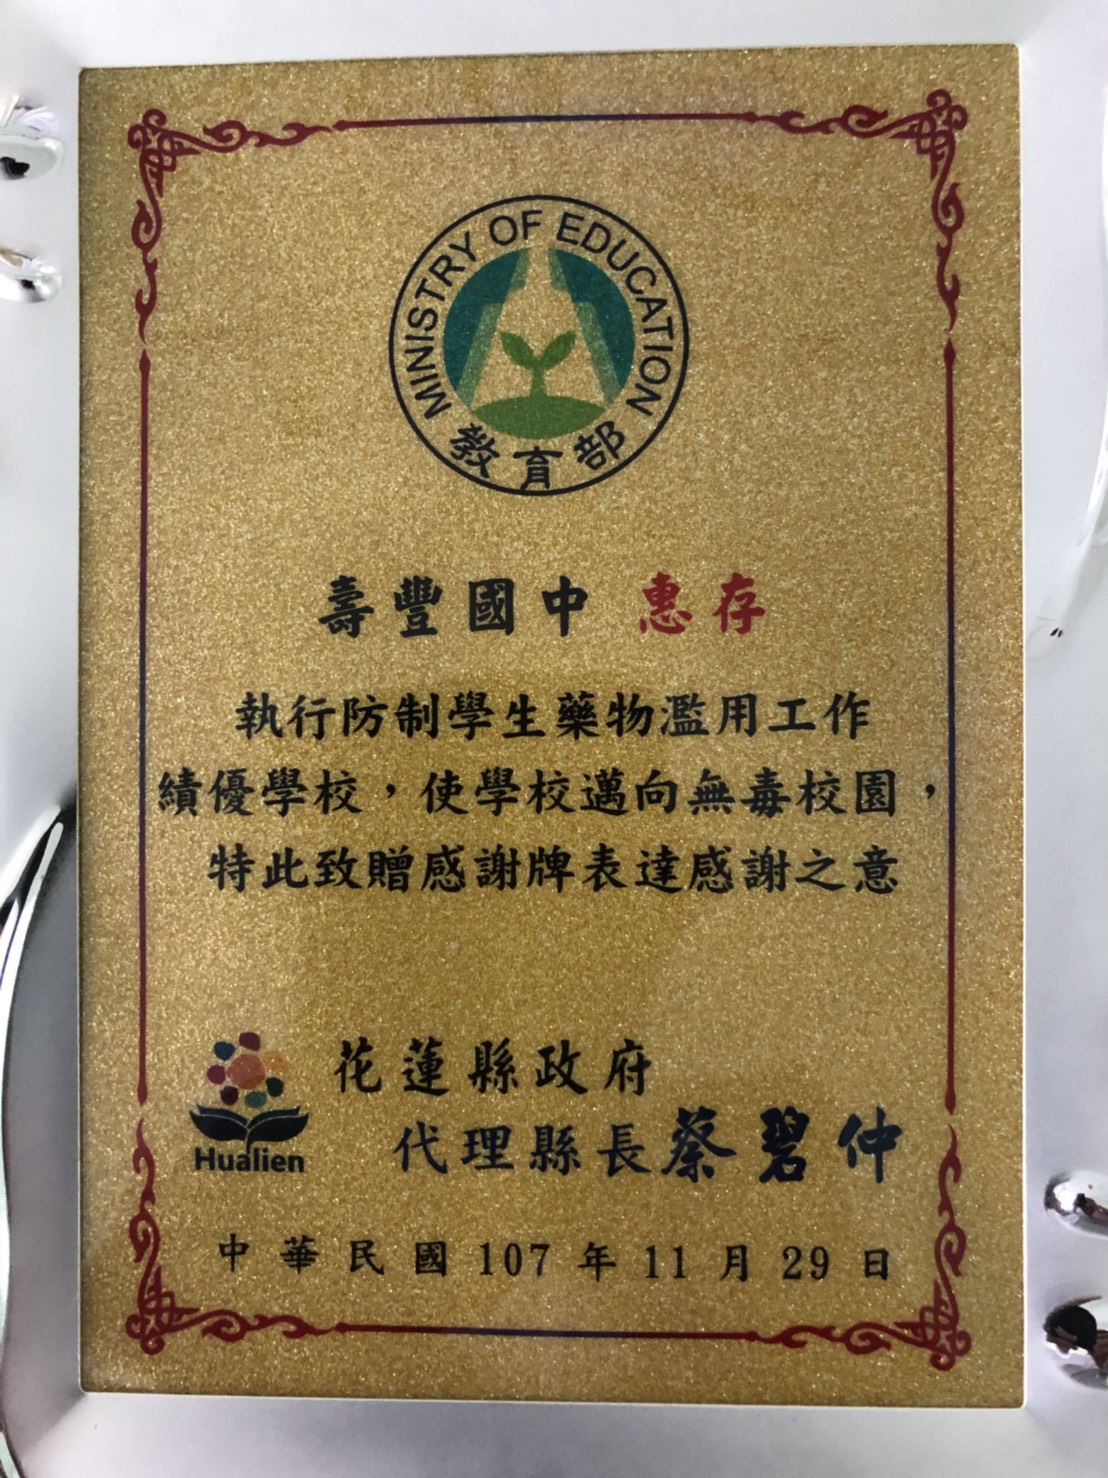 MINISTRY OF EDUCATION
教育部
壽豐國中 惠存
執行防制學生藥物濫用工作
績優學校，使學校邁向無毒校園，
特此致贈感謝牌表達感謝之意
花蓮縣政府
代理縣長蔡碧仲
Hualien
中華民國107年11月29日